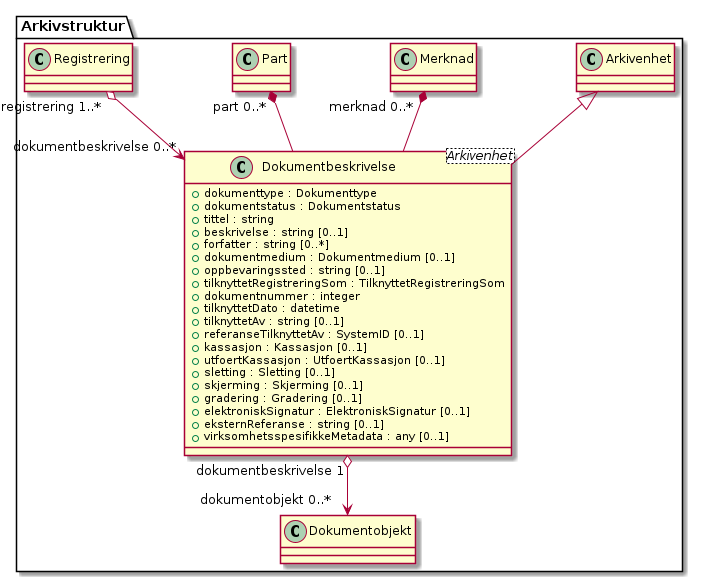 Arkivstruktur
C Registrering
C Part
C Merknad
C Arkivenhet
registrering 1..*
part 0..*
merknad 0..*
dokumentbeskrivelse 0..*
C Dokumentbeskrivelse
Arkivenhet
dokumenttype : Dokumenttype
dokumentstatus : Dokumentstatus
tittel : string
beskrivelse : string [0..1]
forfatter : string [0..*]
dokumentmedium : Dokumentmedium [0..1]
oppbevaringssted : string [0..1]
tilknyttetRegistreringSom : TilknyttetRegistreringSom
dokumentnummer : integer
tilknyttetDato : datetime
tilknyttetAv : string [0..1]
referanseTilknyttetAv : SystemID [0..1]
kassasjon : Kassasjon [0..1]
utfoertKassasjon : UtfoertKassasjon [0..1]
sletting : Sletting [0..1]
skjerming : Skjerming [0..1]
gradering : Gradering [0..1]
elektroniskSignatur : ElektroniskSignatur [0..1]
eksternReferanse : string [0..1]
virksomhetsspesifikkeMetadata : any [0..1]
dokumentbeskrivelse 1
dokumentobjekt 0..*
C Dokumentobjekt